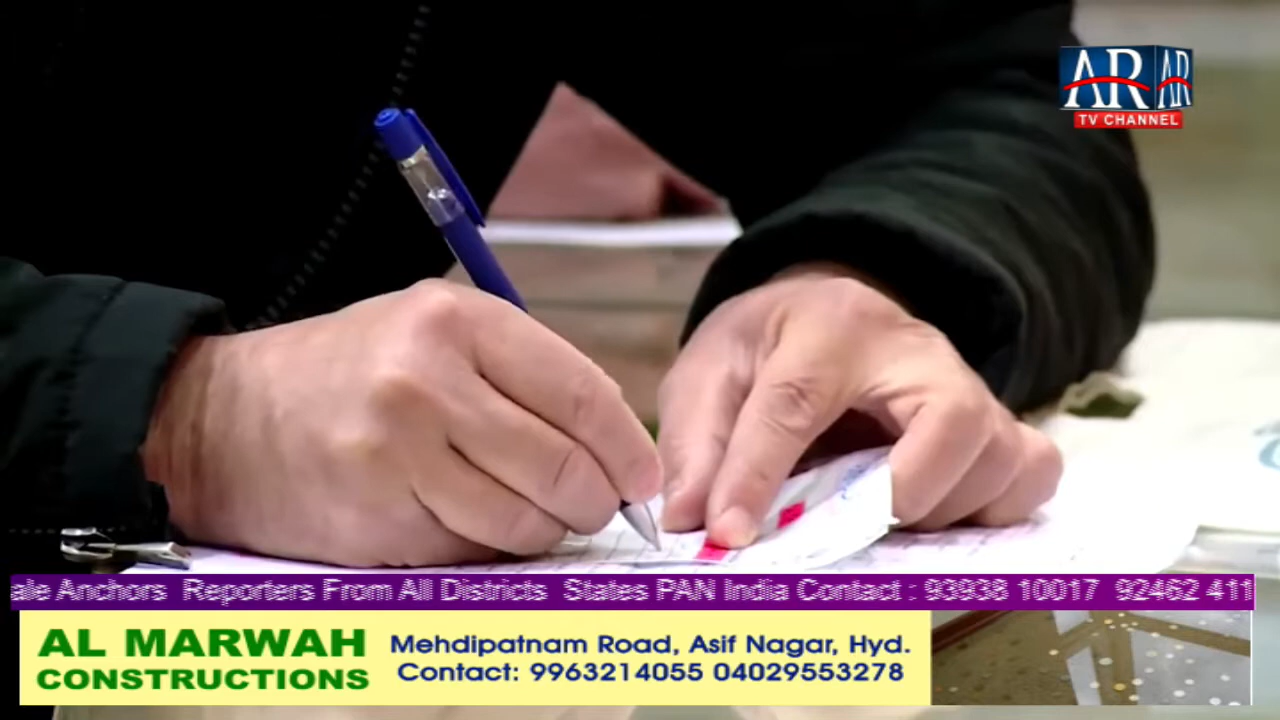 AR AR
TV CHANNEL
ale Anchors Reporters From All Districts States PAN India Contact : 93938 10017 92462 411
AL MARWAH
CONSTRUCTIONS
Mehdipatnam Road, Asif Nagar, Hyd.
Contact: 9963214055 04029553278